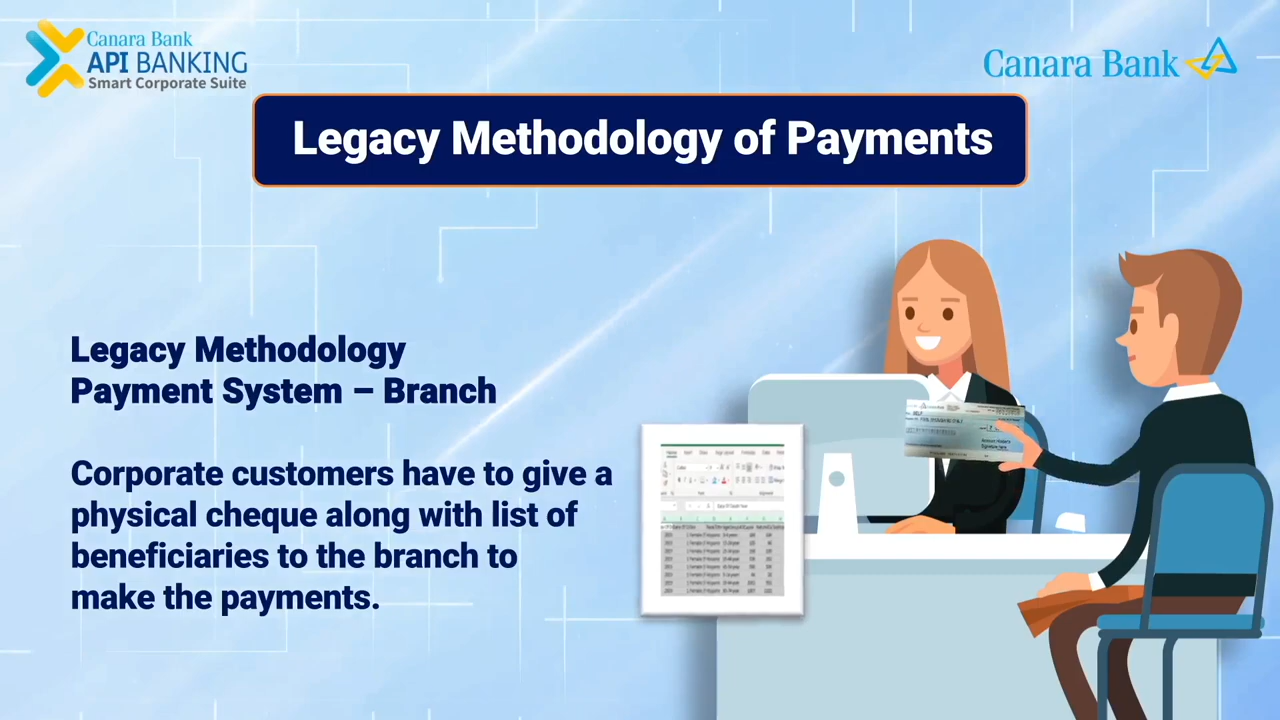 Canara Bank
API BANKING
Smart Corporate Suite
Canara Bank
Legacy Methodology of Payments
Legacy Methodology
Payment System – Branch
Corporate customers have to give a
physical cheque along with list of
beneficiaries to the branch to
make the payments.